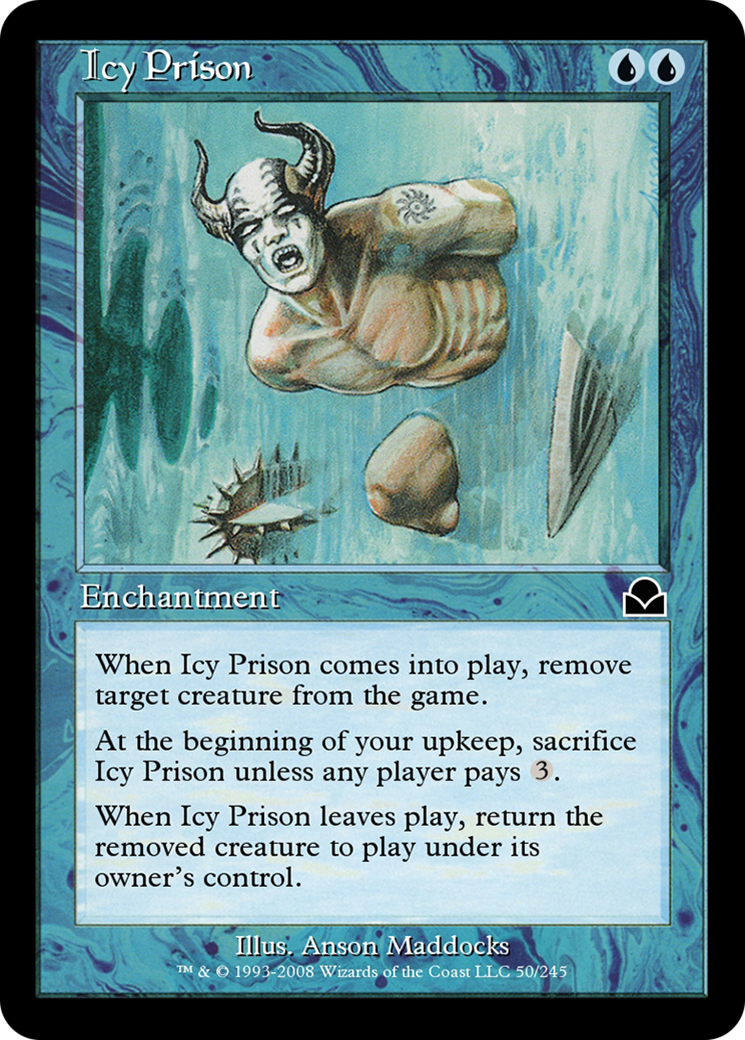 Icy Prison
Enchantment
When Icy Prison comes into play, remove
target creature from the game.
At the beginning of your upkeep, sacrifice
Icy Prison unless any player pays 3.
When Icy Prison leaves play, return the
removed creature to play under its
owner's control.
Illus. Anson Maddocks
™ & © 1993-2008 Wizards of the Coast LLC 50/245